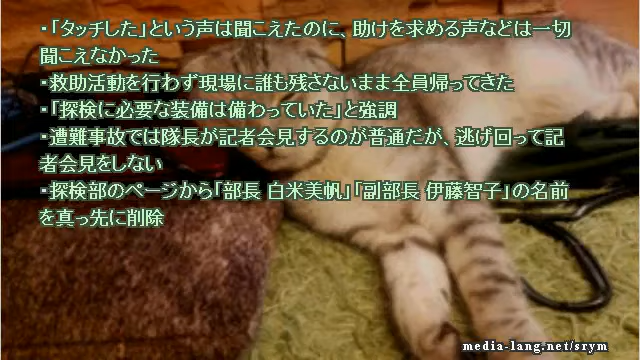 ・「タッチした」という声は聞こえたのに、助けを求める声などは一切
聞こえなかった
・救助活動を行わず現場に誰も残さないまま全員帰ってきた
・「探検に必要な装備は備わっていた」と強調
・遭難事故では隊長が記者会見するのが普通だが、逃げ回って記
者会見をしない
・探検部のページから「部長 白米美帆」「副部長 伊藤智子」の名前
を真っ先に削除
media-lang.net/srym